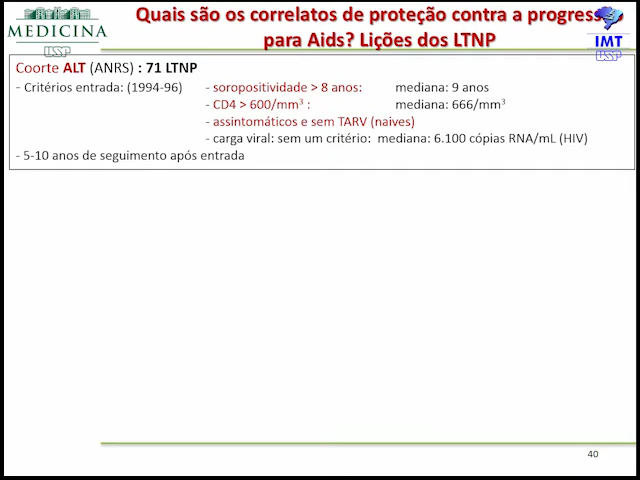 MEDICINA
USP
Quais são os correlatos de proteção contra a progress
para Aids? Lições dos LTNP
IMT
USP
Coorte ALT (ANRS) : 71 LTNP
- Critérios entrada: (1994-96) - soropositividade > 8 anos: mediana: 9 anos
- CD4 > 600/mm³ : mediana: 666/mm³
- assintomáticos e sem TARV (naives)
- carga viral: sem um critério: mediana: 6.100 cópias RNA/mL (HIV)
- 5-10 anos de seguimento após entrada
40